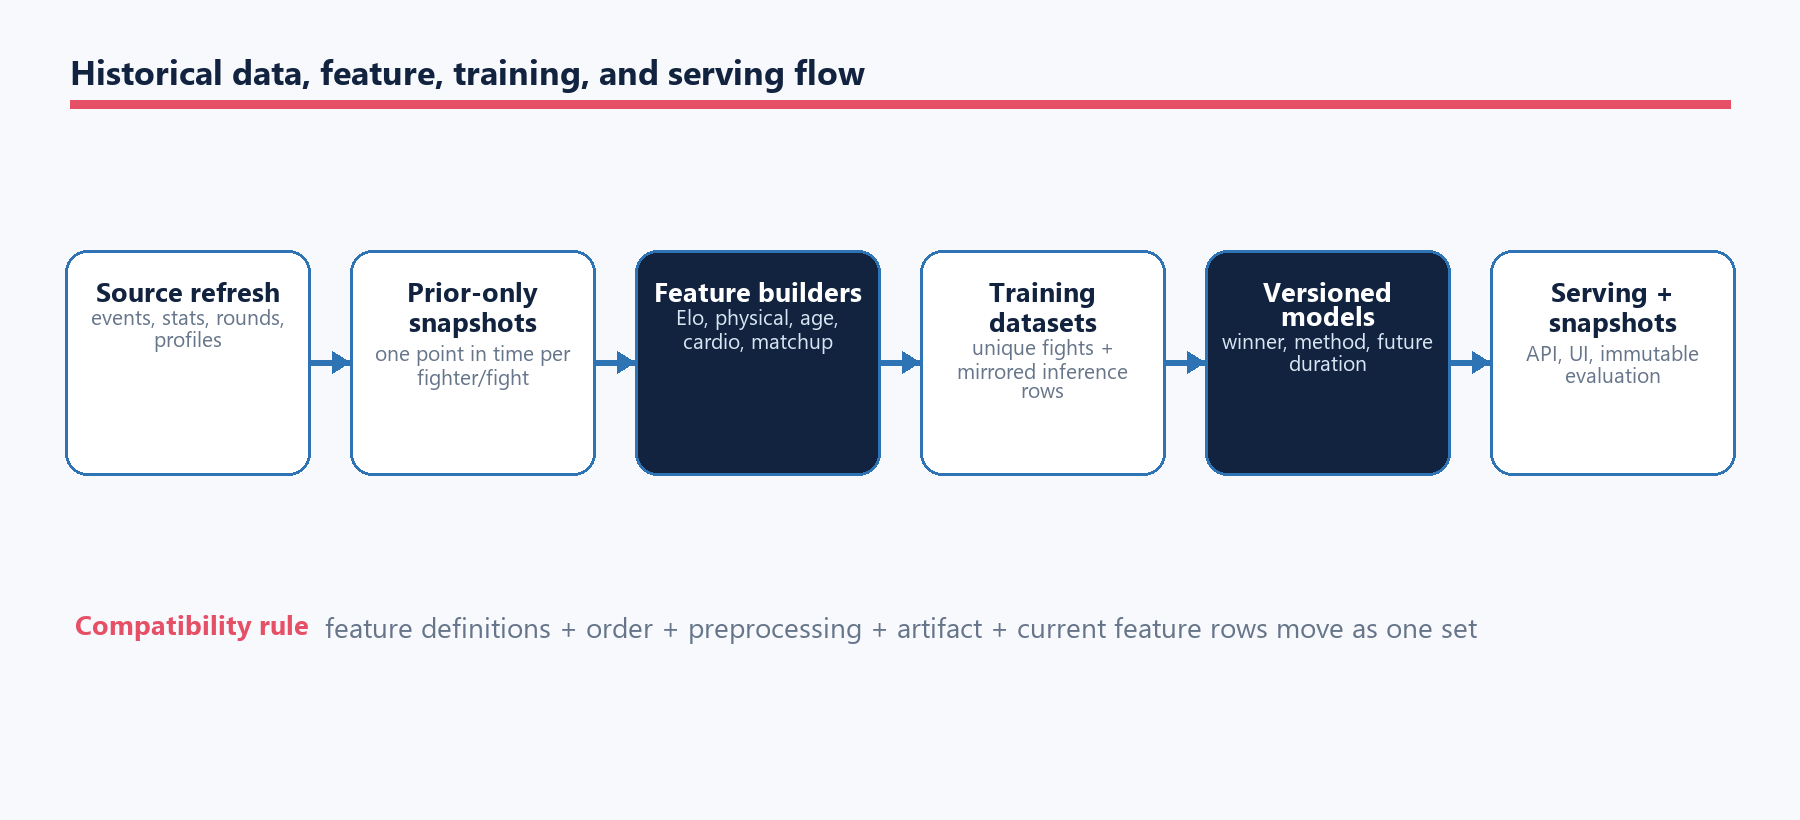 Historical data, feature, training, and serving flow
Source refresh
events, stats, rounds,
profiles
Prior-only
snapshots
one point in time per
fighter/fight
Feature builders
Elo, physical, age,
cardio, matchup
Training
datasets
unique fights +
mirrored inference
rows
Versioned
models
winner, method, future
duration
Serving +
snapshots
API, UI, immutable
evaluation
Compatibility rule feature definitions + order + preprocessing + artifact + current feature rows move as one set